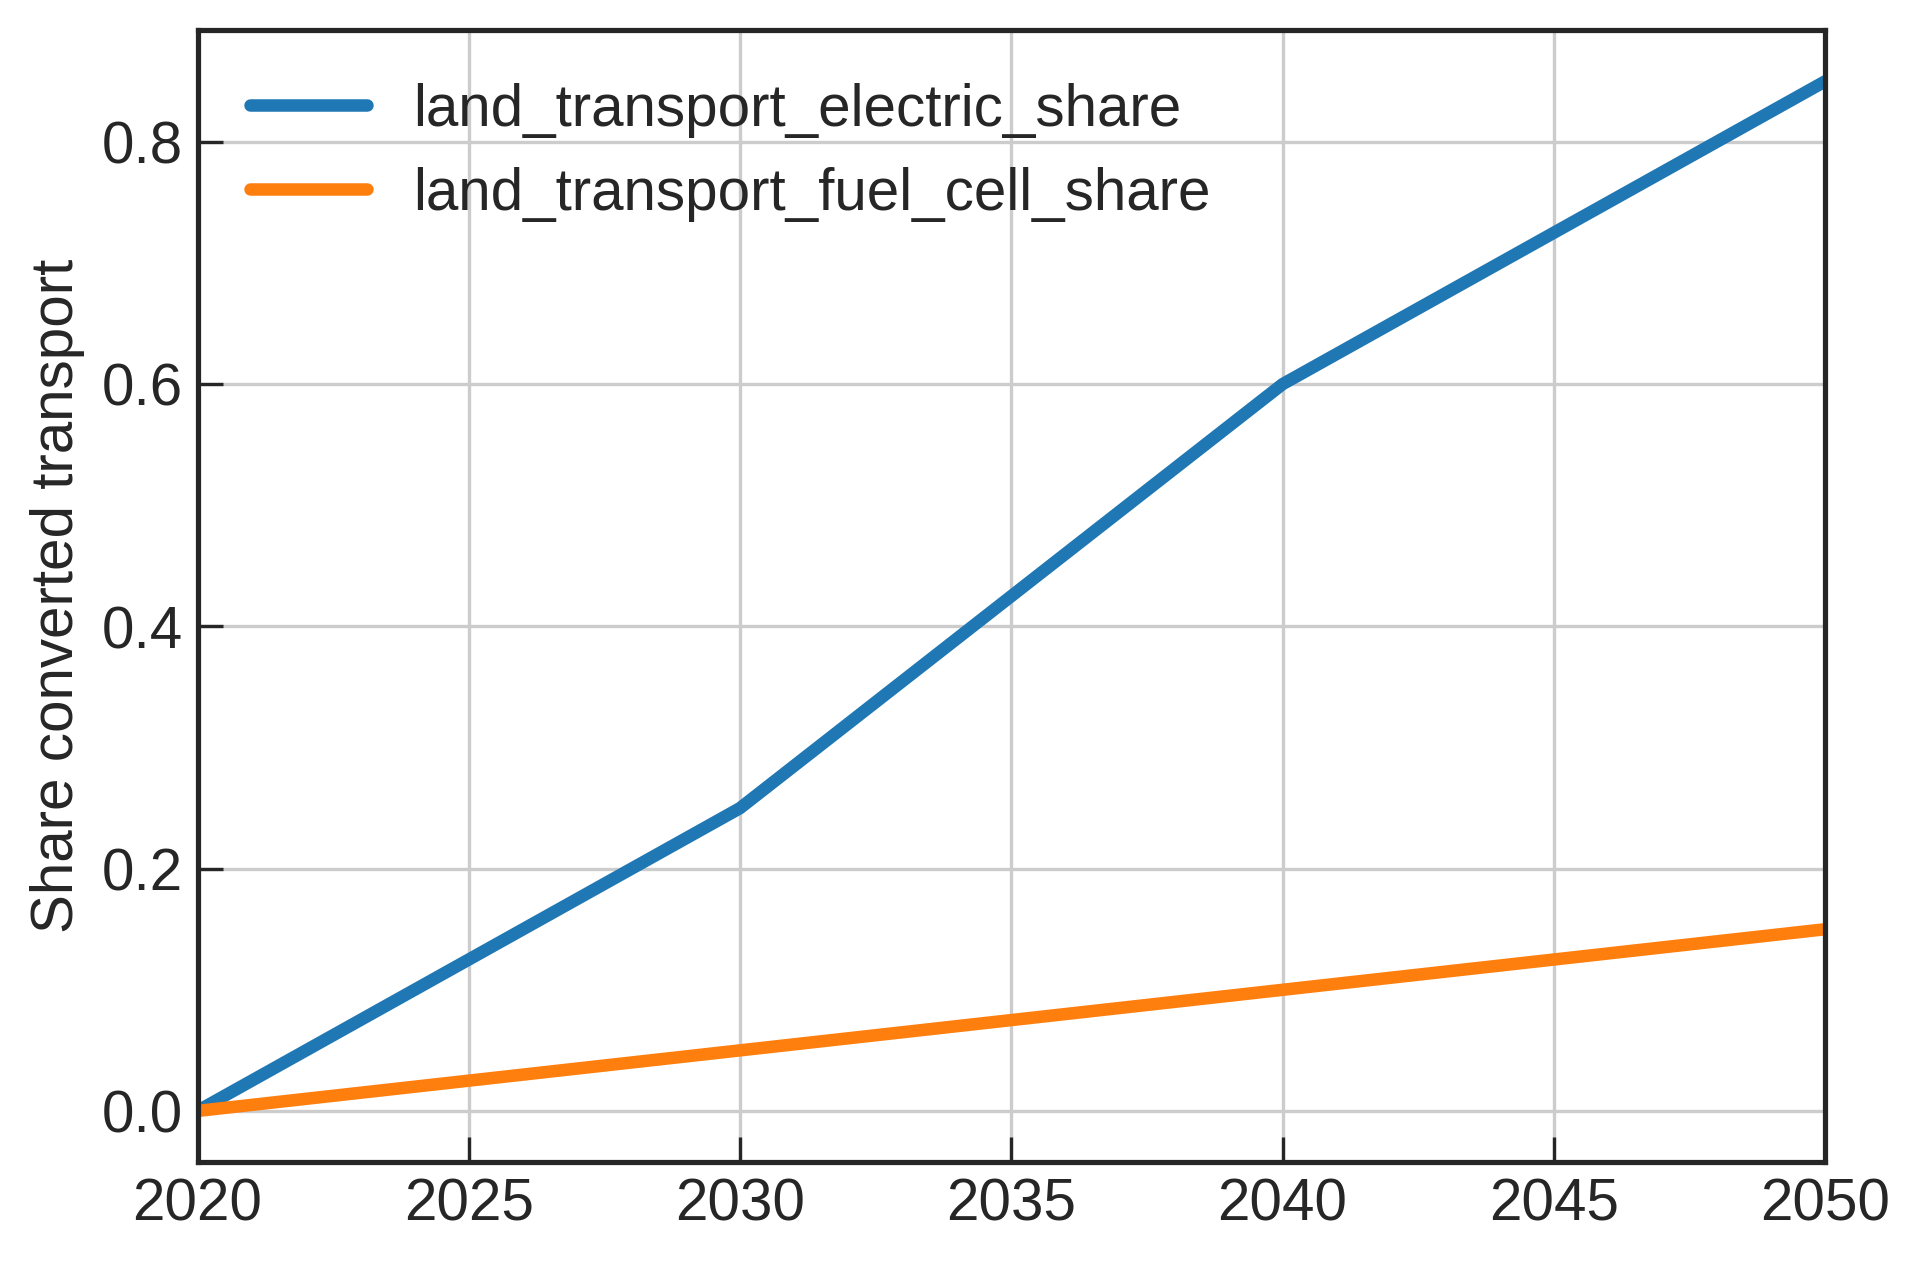 land_transport_electric_share
land_transport_fuel_cell_share
Share converted transport
0.8
0.6
0.4
0.2
0.0
2020 2025 2030 2035 2040 2045 2050